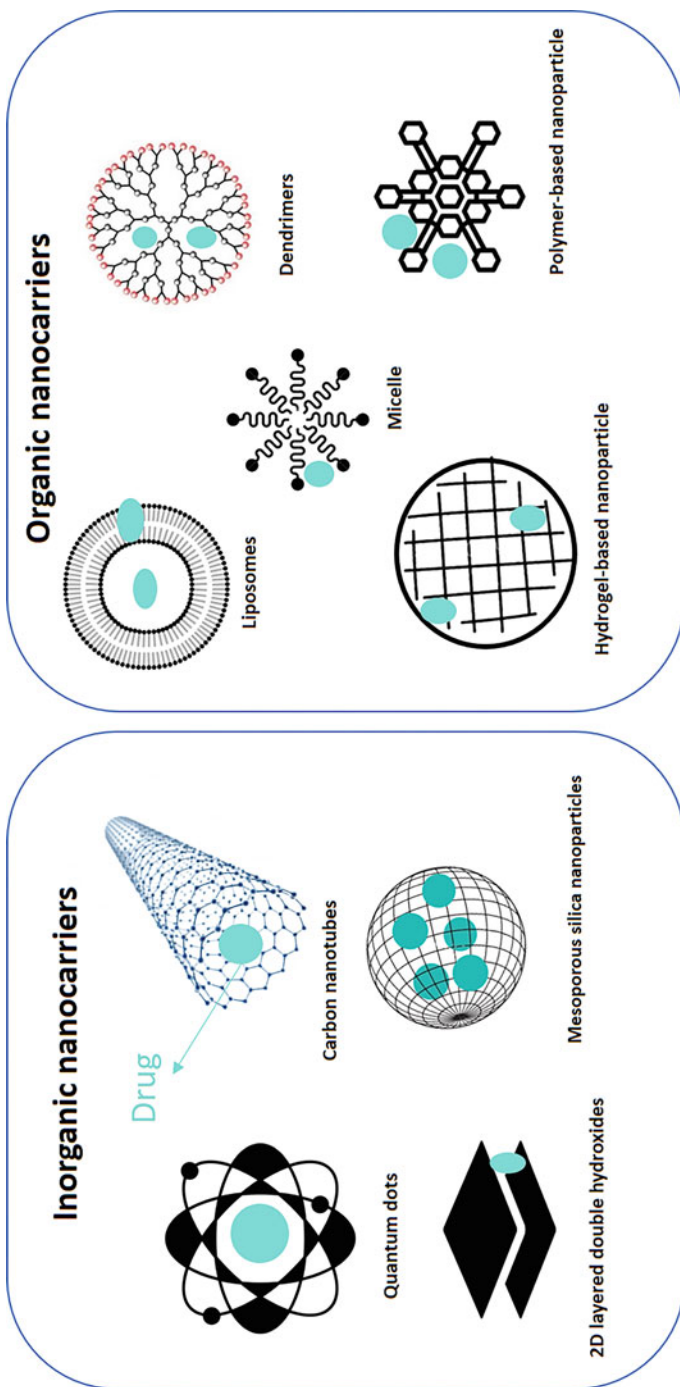 Inorganic nanocarriers
Drug
Quantum dots
Carbon nanotubes
2D layered double hydroxides
Mesoporous silica nanoparticles
Organic nanocarriers
Liposomes
Micelle
Dendrimers
Hydrogel-based nanoparticle
Polymer-based nanoparticle